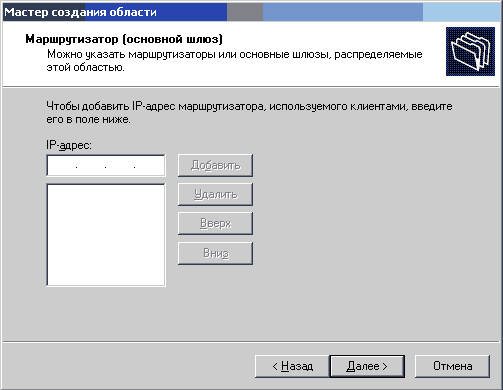 Мастер создания области
Маршрутизатор (основной шлюз)
Можно указать маршрутизаторы или основные шлюзы, распределяемые
этой областью.
Чтобы добавить IP-адрес маршрутизатора, используемого клиентами, введите
его в поле ниже.
IP-адрес:
. . .
Добавить
Удалить
Вверх
Вниз
< Назад
Далее >
Отмена